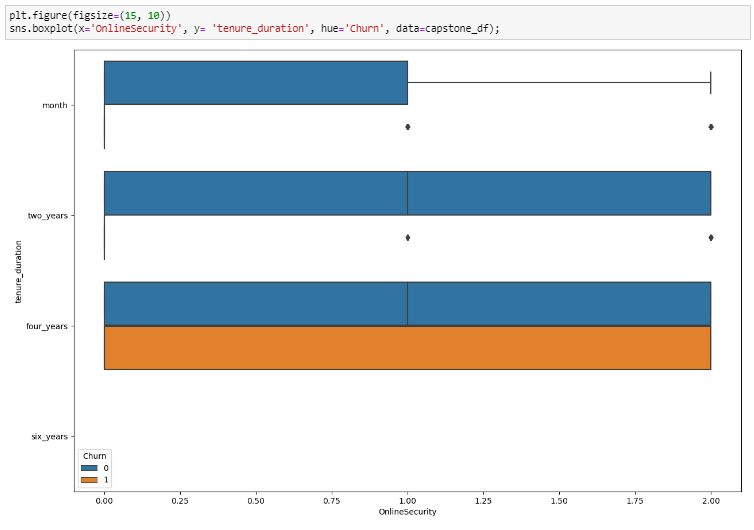 plt.figure(figsize=(15, 10))
sns.boxplot(x='OnlineSecurity', y= 'tenure_duration', hue='Churn', data=capstone_df);
month
two_years
four_years
six_years
tenure_duration
Churn
0
1
0.00 0.25 0.50 0.75 1.00 1.25 1.50 1.75 2.00
OnlineSecurity